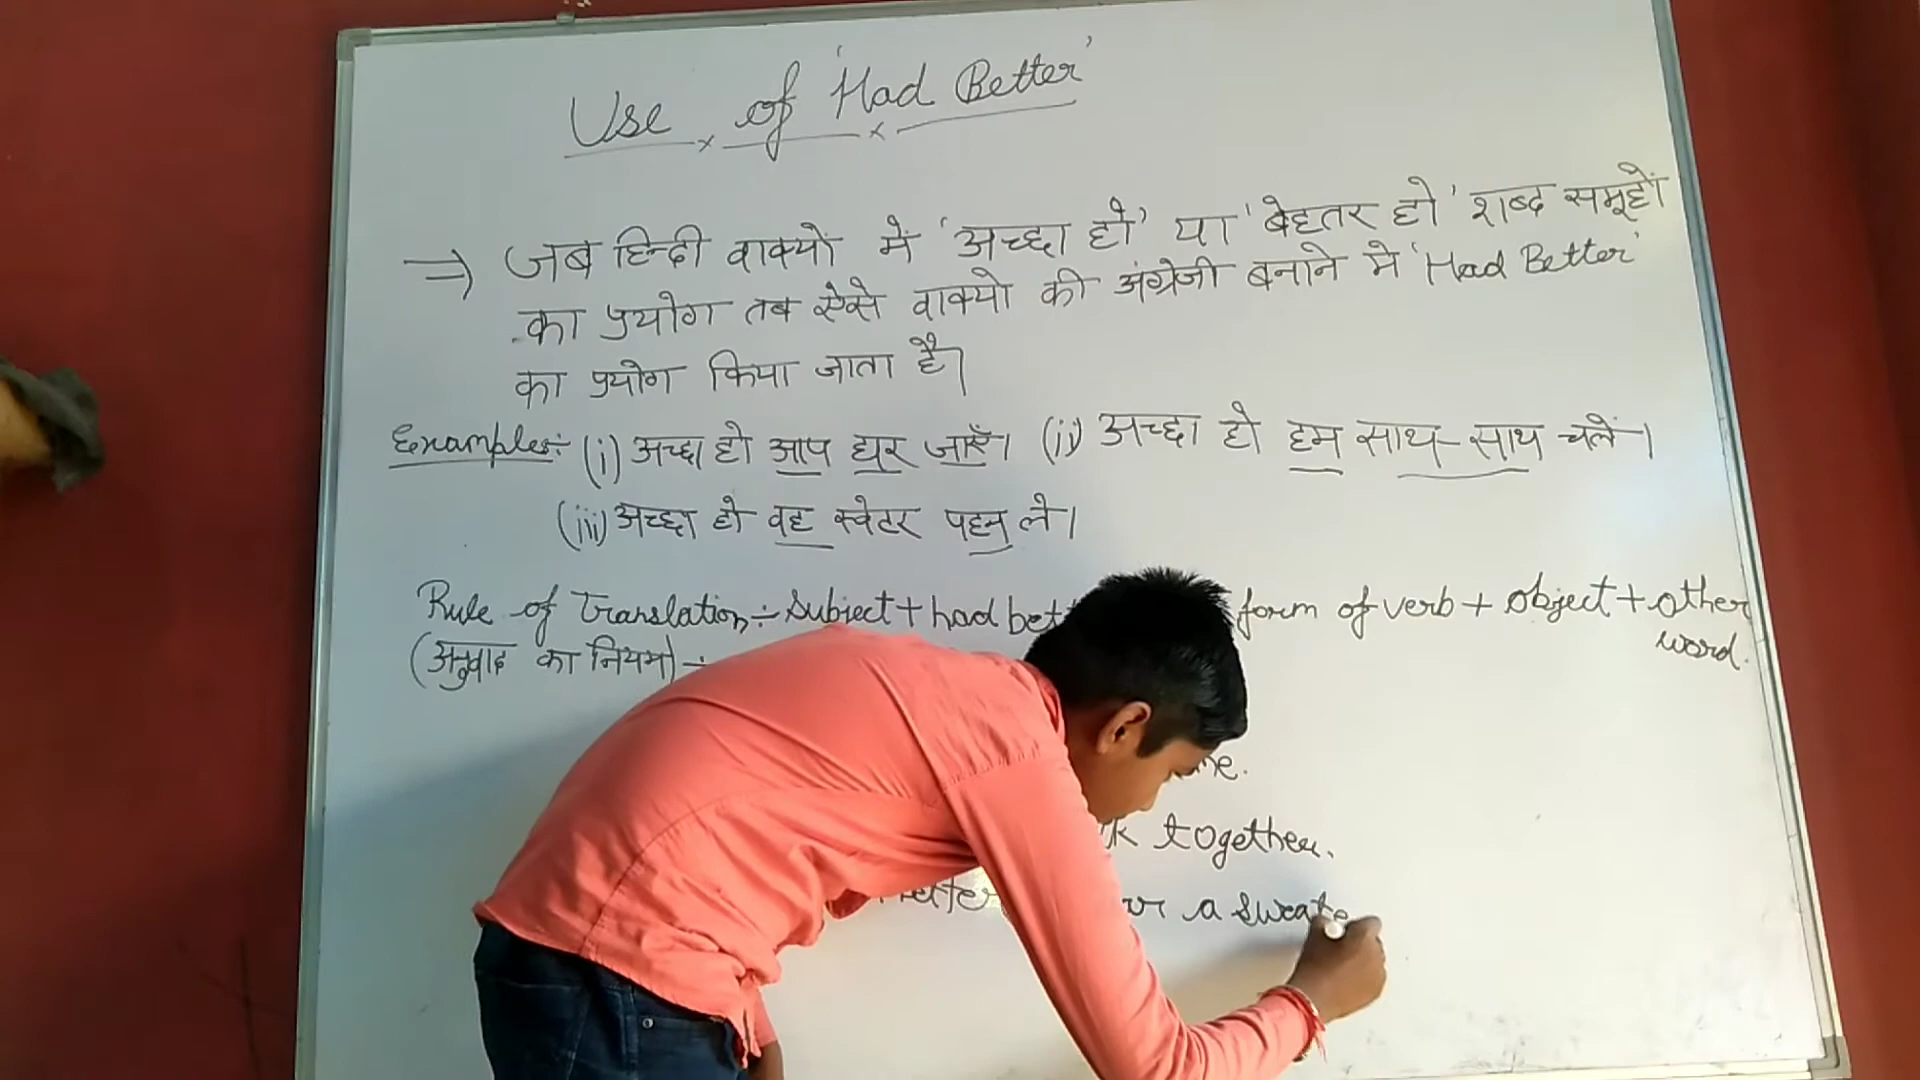 Use of 'Had Better'
⇒ जब हिन्दी वाक्यों में 'अच्छा हो' या 'बेहतर हो' शब्द समूहों
का प्रयोग तब ऐसे वाक्यो की अंग्रेजी बनाने मे 'Had Better'
का प्रयोग किया जाता है।
Examples:- (i) अच्छा हो आप घर जाएँ। (ii) अच्छा हो हम साथ-साथ चलें।
(iii) अच्छा हो वह स्वेटर पहन ले।
Rule of Translation:- Subject + had bet form of verb + object + other
word.
(अनुवाद का नियम) :-
me.
k together.
a sweate